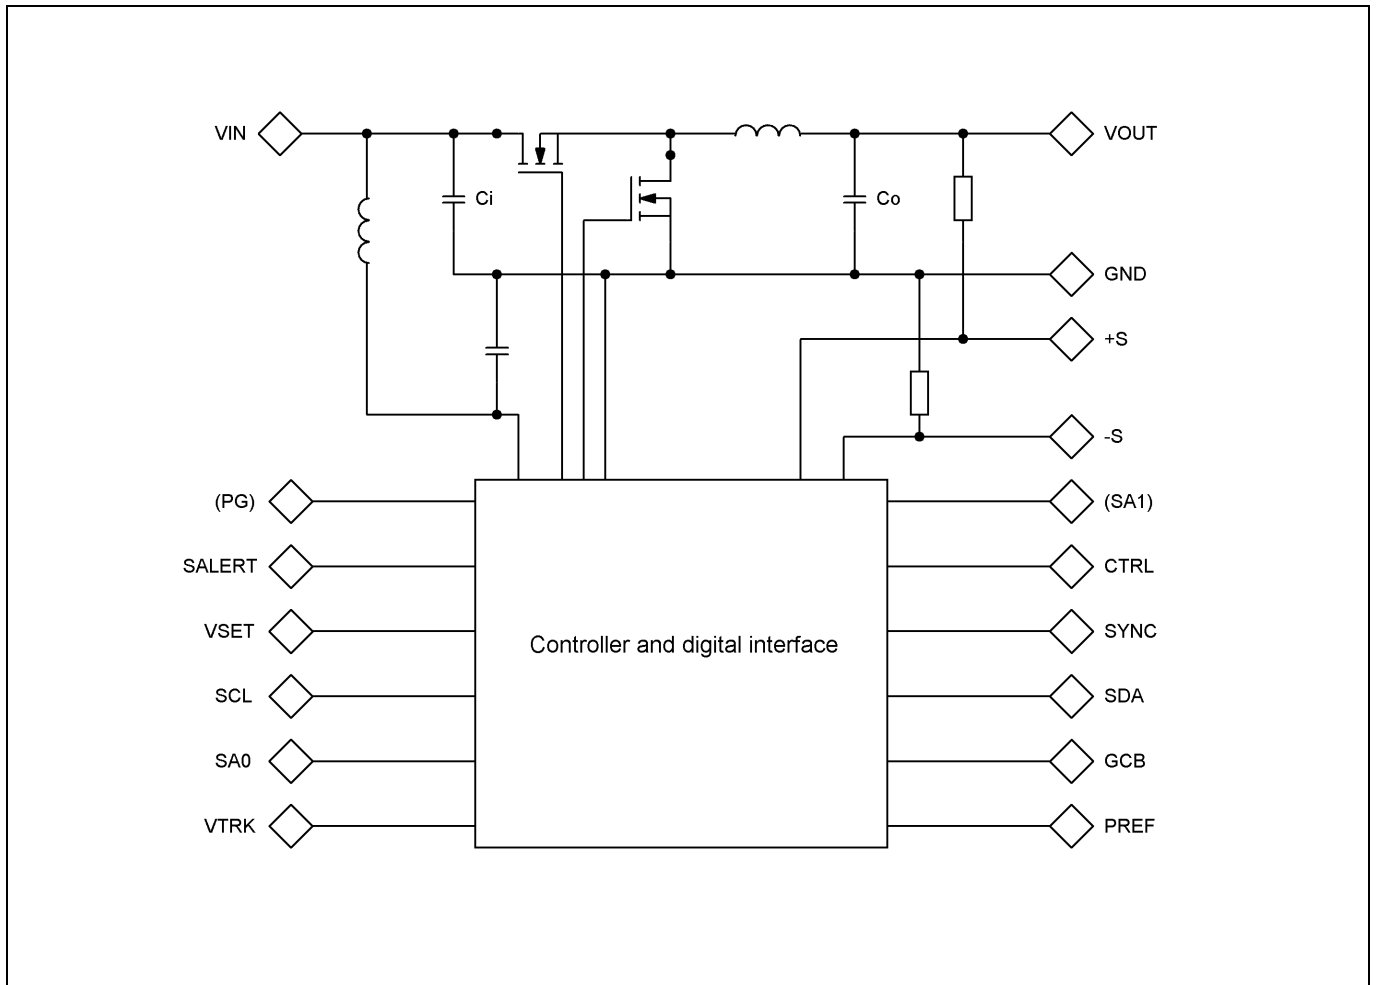 VIN
VOUT
Ci
Co
GND
+S
-S
(PG)
(SA1)
SALERT
CTRL
VSET
SYNC
Controller and digital interface
SCL
SDA
SA0
GCB
VTRK
PREF